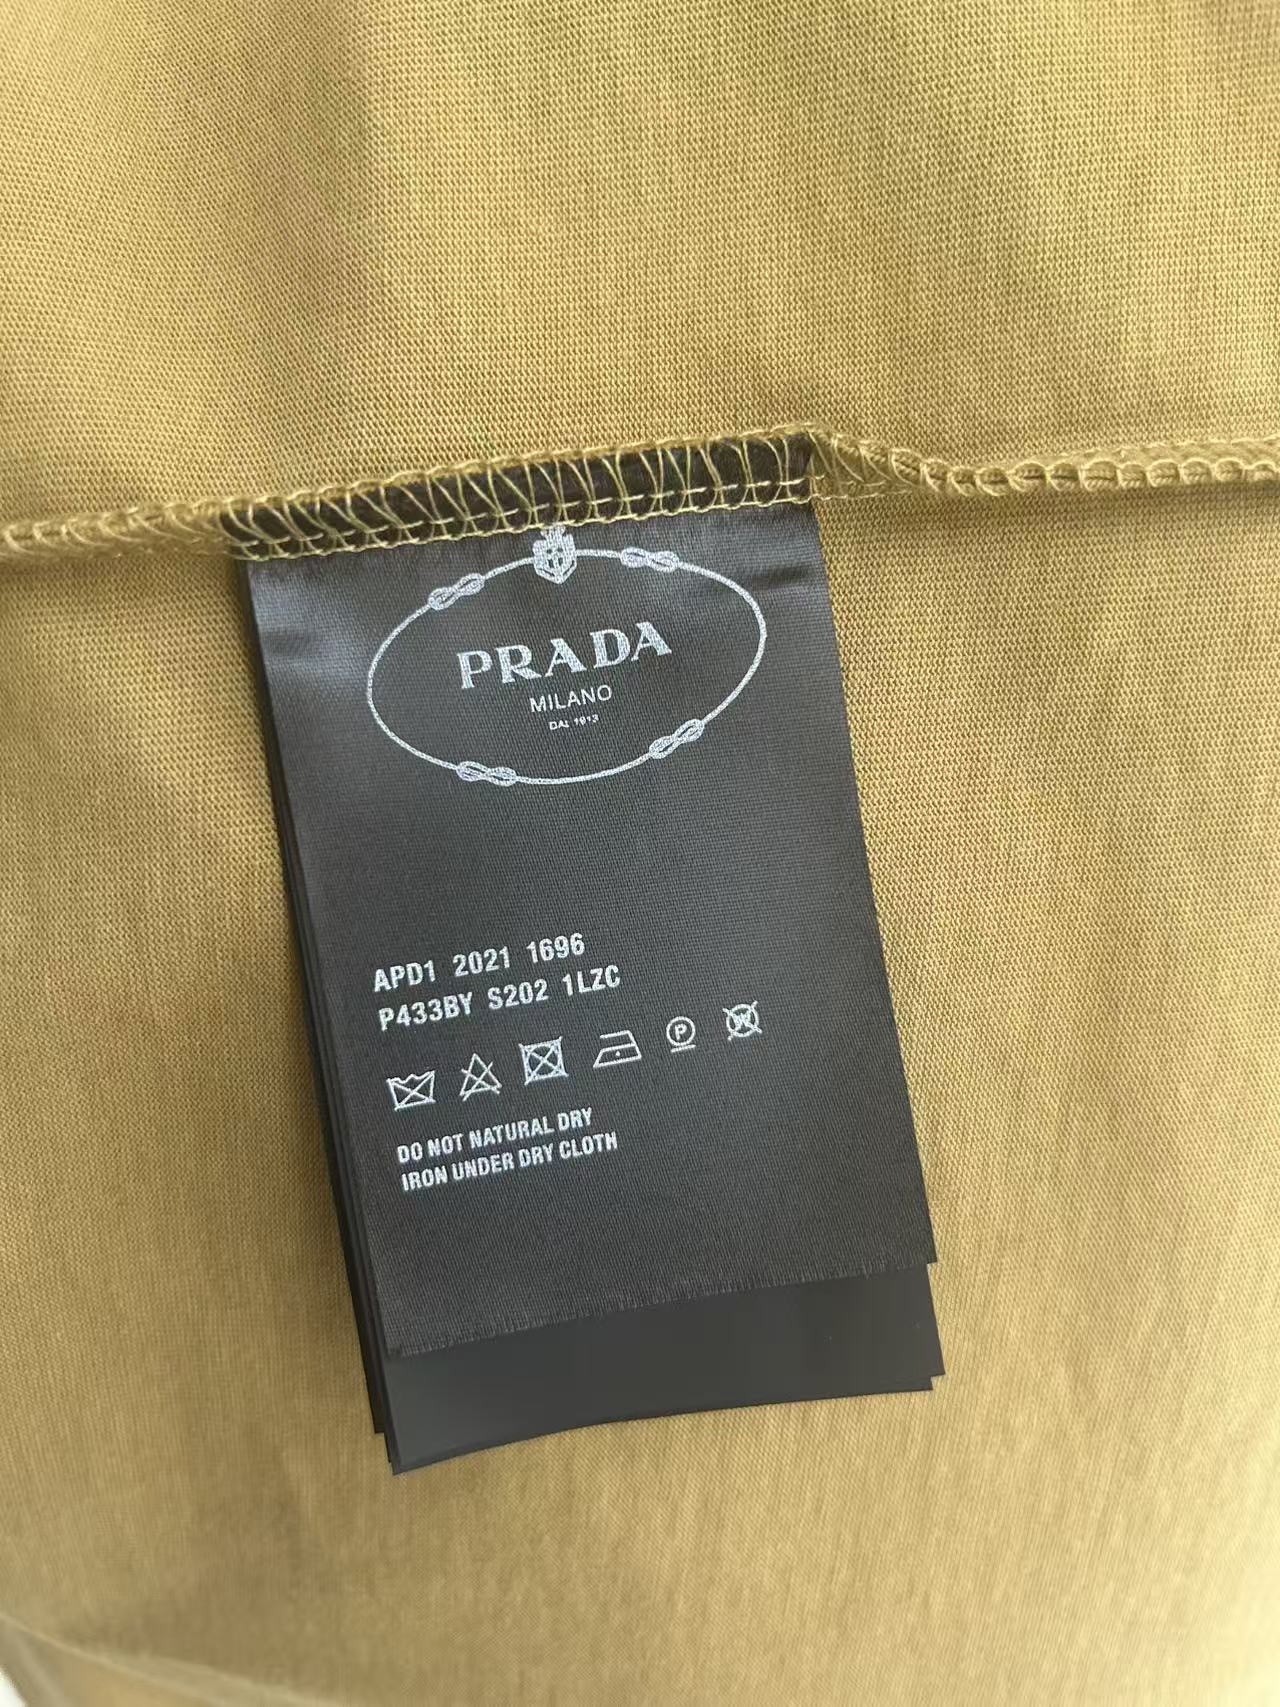 PRADA
MILANO
DAL 1913
APD1 2021 1696
P433BY S202 1LZC
P W
DO NOT NATURAL DRY
IRON UNDER DRY CLOTH